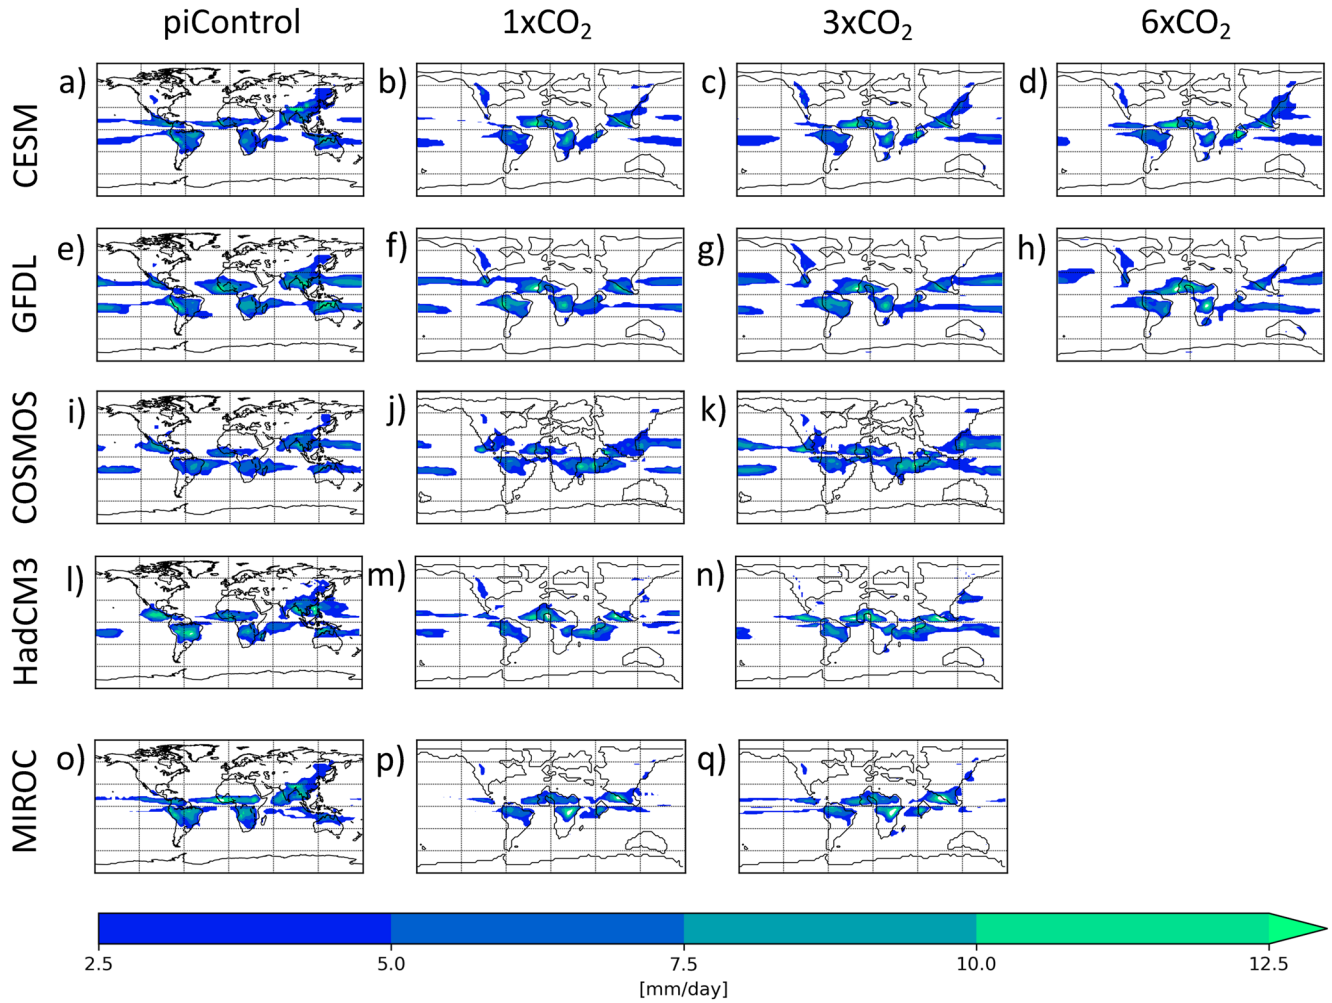 piControl 1xCO₂ 3xCO₂ 6xCO₂
CESM a) b) c) d)
GFDL e) f) g) h)
COSMOS i) j) k)
HadCM3 l) m) n)
MIROC o) p) q)
2.5 5.0 7.5 10.0 12.5
[mm/day]